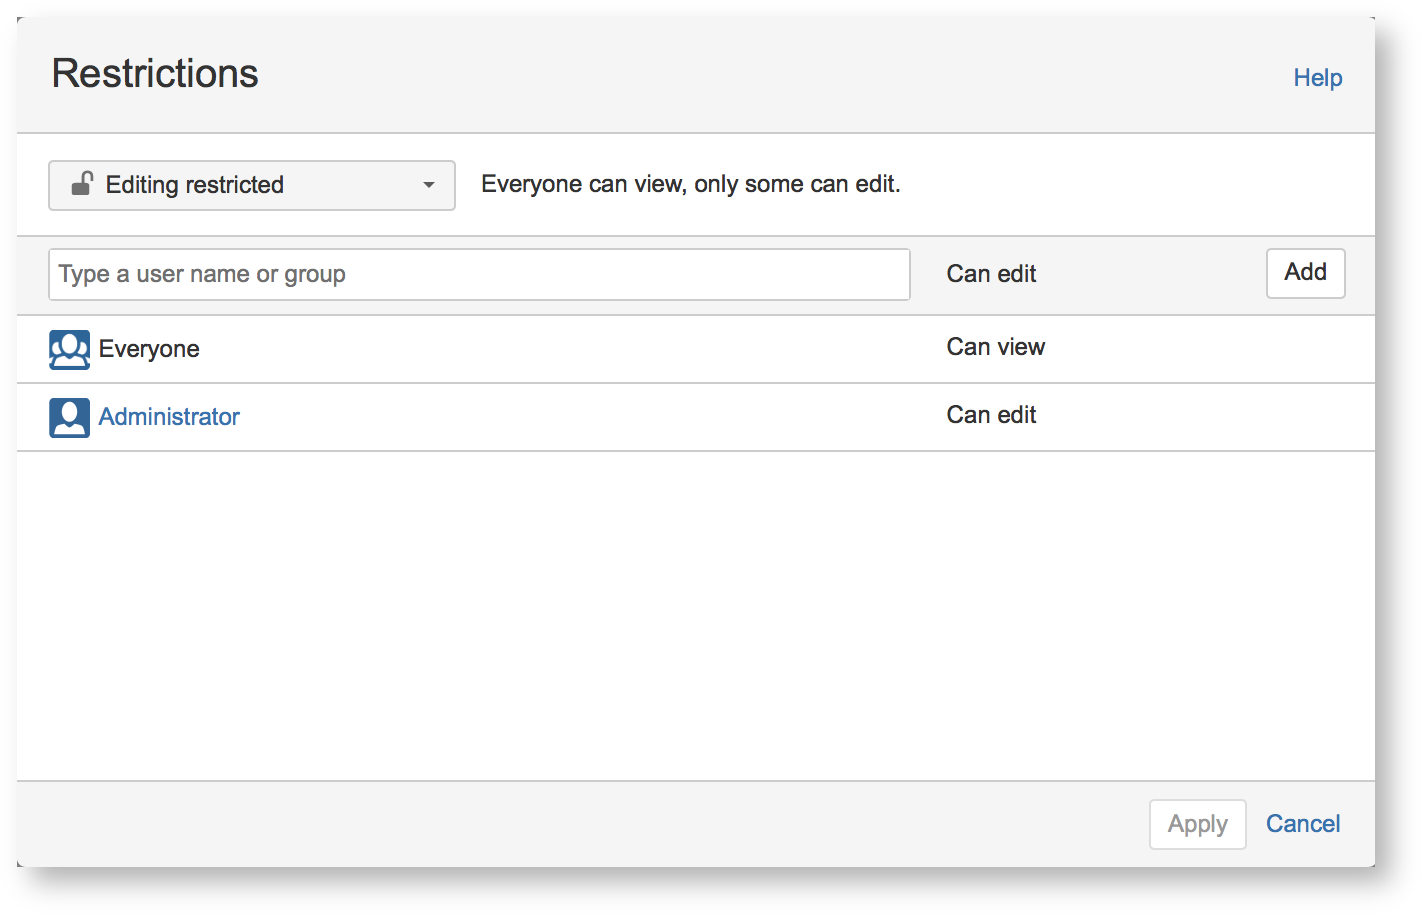 Restrictions
Help
Editing restricted
Everyone can view, only some can edit.
Type a user name or group
Can edit
Add
Everyone
Can view
Administrator
Can edit
Apply
Cancel